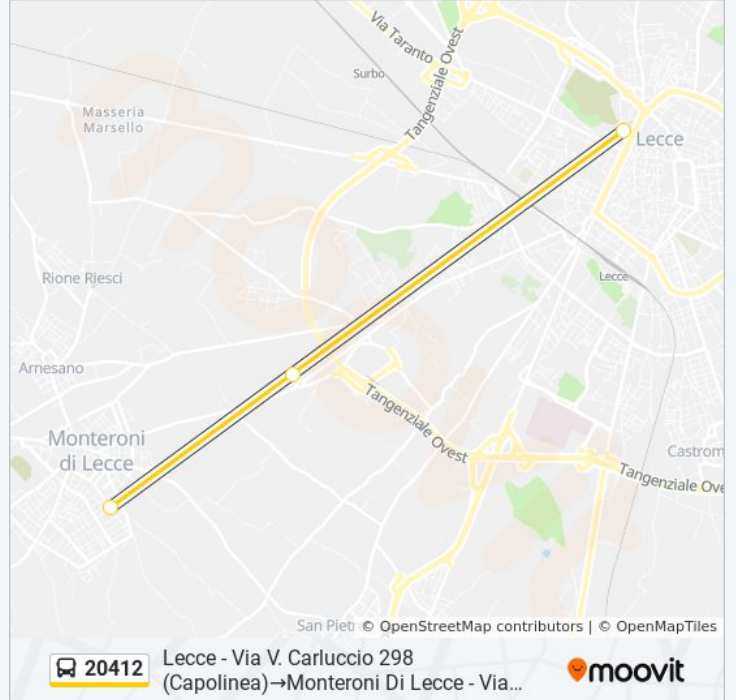 Via Taranto
Tangenziale Ovest
Surbo
Masseria
Marsello
Lecce
Rione Riesci
Lecce
Arnesano
Tangenziale Ovest
Monteroni
di Lecce
Castrom
Tangenziale Ove
San Pieti
© OpenStreetMap contributors | © OpenMapTiles
20412
Lecce - Via V. Carluccio 298
(Capolinea)→Monteroni Di Lecce - Via...
moovit